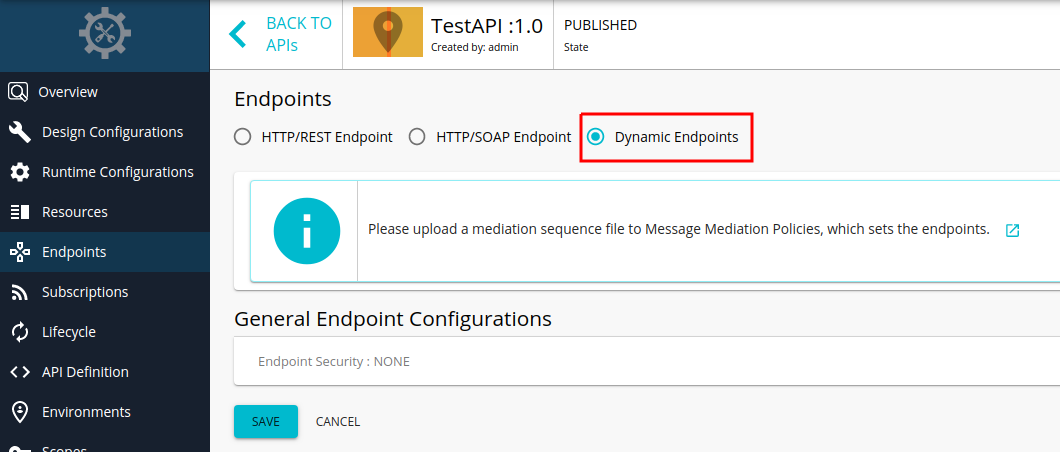 BACK TO
APIs
TestAPI :1.0
Created by: admin
PUBLISHED
State
Overview
Design Configurations
Runtime Configurations
Resources
Endpoints
Subscriptions
Lifecycle
API Definition
Environments
Scopes
Endpoints
HTTP/REST Endpoint
HTTP/SOAP Endpoint
Dynamic Endpoints
Please upload a mediation sequence file to Message Mediation Policies, which sets the endpoints.
General Endpoint Configurations
Endpoint Security : NONE
SAVE
CANCEL